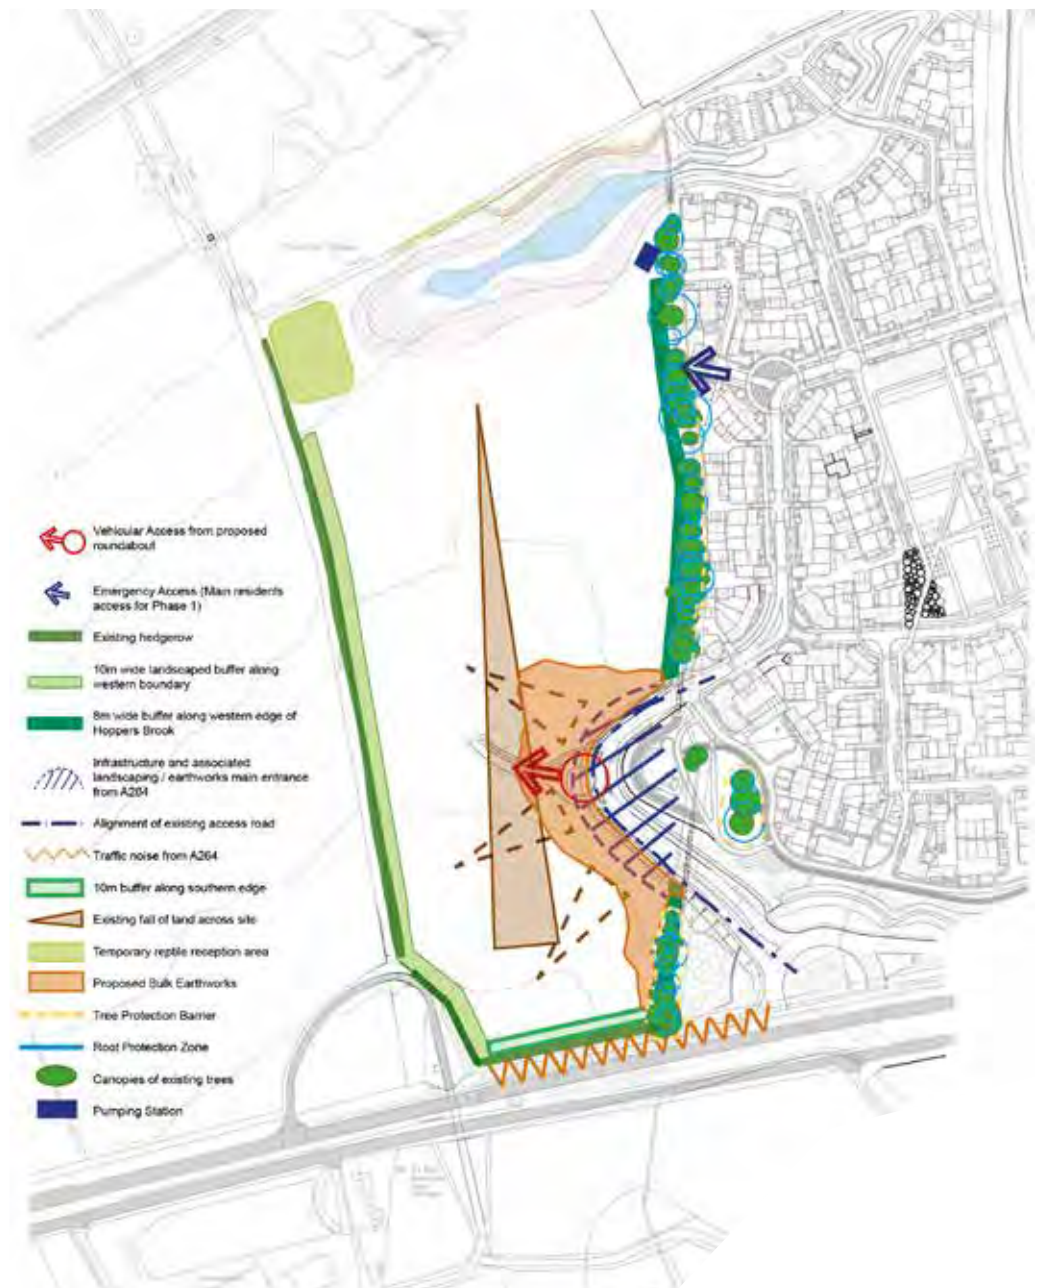 Vehicular Access from proposed
roundabout
Emergency Access (Main residents
access for Phase 1)
Existing hedgerow
10m wide landscaped buffer along
western boundary
8m wide buffer along western edge of
Hoppers Brook
Infrastructure and associated
landscaping / earthworks main entrance
from A264
Alignment of existing access road
Traffic noise from A264
10m buffer along southern edge
Existing fall of land across site
Temporary reptile reception area
Proposed Bulk Earthworks
Tree Protection Barrier
Root Protection Zone
Canopies of existing trees
Pumping Station